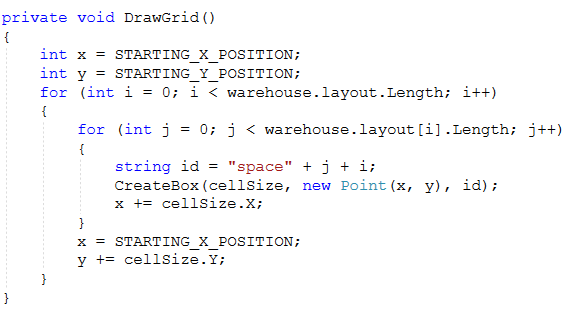 private void DrawGrid()
{
    int x = STARTING_X_POSITION;
    int y = STARTING_Y_POSITION;
    for (int i = 0; i < warehouse.layout.Length; i++)
    {
        for (int j = 0; j < warehouse.layout[i].Length; j++)
        {
            string id = "space" + j + i;
            CreateBox(cellSize, new Point(x, y), id);
            x += cellSize.X;
        }
        x = STARTING_X_POSITION;
        y += cellSize.Y;
    }
}